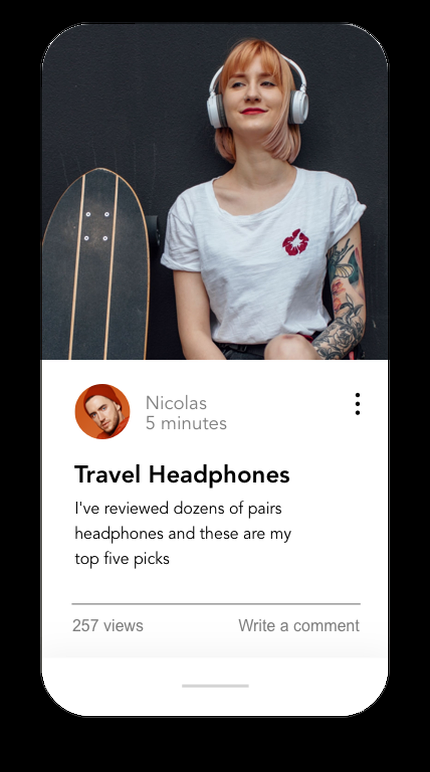 Nicolas
5 minutes
Travel Headphones
I've reviewed dozens of pairs
headphones and these are my
top five picks
257 views
Write a comment